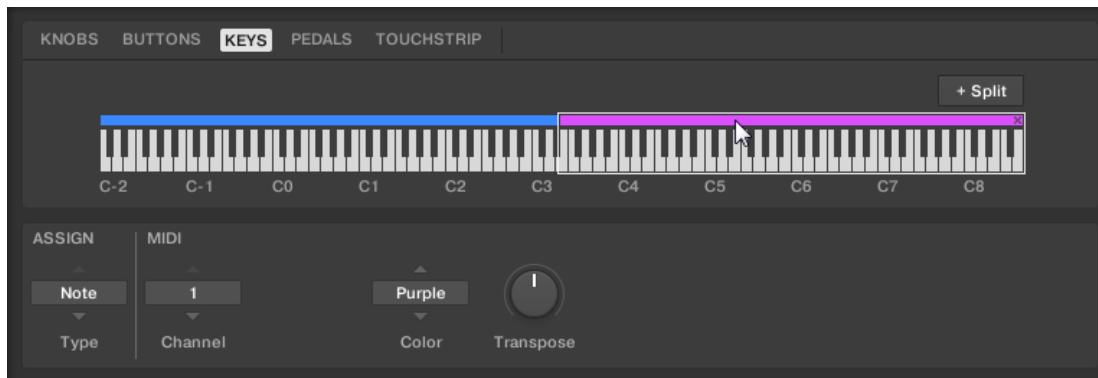 KNOBS BUTTONS KEYS PEDALS TOUCHSTRIP
+ Split
C-2 C-1 C0 C1 C2 C3 C4 C5 C6 C7 C8
ASSIGN MIDI
Note 1 Purple
Type Channel Color Transpose